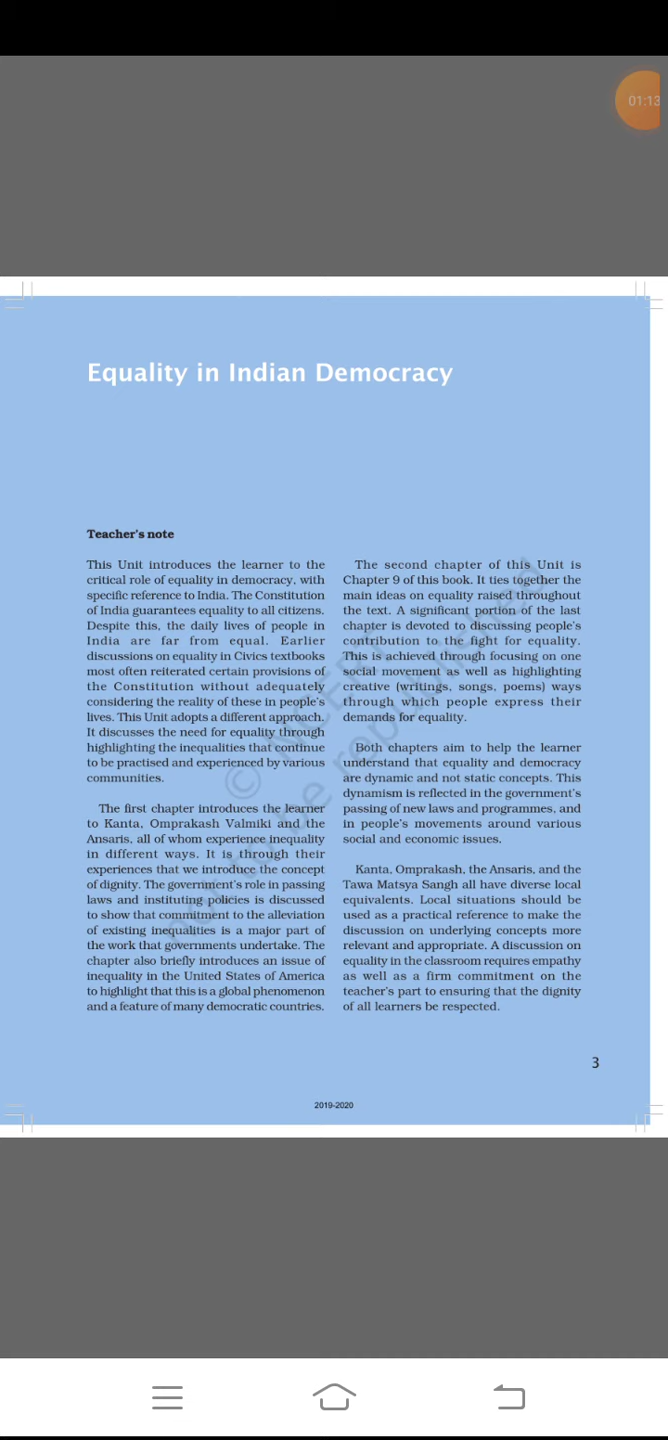 01:13
Equality in Indian Democracy
Teacher's note
This Unit introduces the learner to the
critical role of equality in democracy, with
specific reference to India. The Constitution
of India guarantees equality to all citizens.
Despite this, the daily lives of people in
India are far from equal. Earlier
discussions on equality in Civics textbooks
most often reiterated certain provisions of
the Constitution without adequately
considering the reality of these in people's
lives. This Unit adopts a different approach.
It discusses the need for equality through
highlighting the inequalities that continue
to be practised and experienced by various
communities.
The first chapter introduces the learner
to Kanta, Omprakash Valmiki and the
Ansaris, all of whom experience inequality
in different ways. It is through their
experiences that we introduce the concept
of dignity. The government's role in passing
laws and instituting policies is discussed
to show that commitment to the alleviation
of existing inequalities is a major part of
the work that governments undertake. The
chapter also briefly introduces an issue of
inequality in the United States of America
to highlight that this is a global phenomenon
and a feature of many democratic countries.
The second chapter of this Unit is
Chapter 9 of this book. It ties together the
main ideas on equality raised throughout
the text. A significant portion of the last
chapter is devoted to discussing people's
contribution to the fight for equality.
This is achieved through focusing on one
social movement as well as highlighting
creative (writings, songs, poems) ways
through which people express their
demands for equality.
Both chapters aim to help the learner
understand that equality and democracy
are dynamic and not static concepts. This
dynamism is reflected in the government's
passing of new laws and programmes, and
in people's movements around various
social and economic issues.
Kanta, Omprakash, the Ansaris, and the
Tawa Matsya Sangh all have diverse local
equivalents. Local situations should be
used as a practical reference to make the
discussion on underlying concepts more
relevant and appropriate. A discussion on
equality in the classroom requires empathy
as well as a firm commitment on the
teacher's part to ensuring that the dignity
of all learners be respected.
© NCERT
not to be republished
3
2019-2020